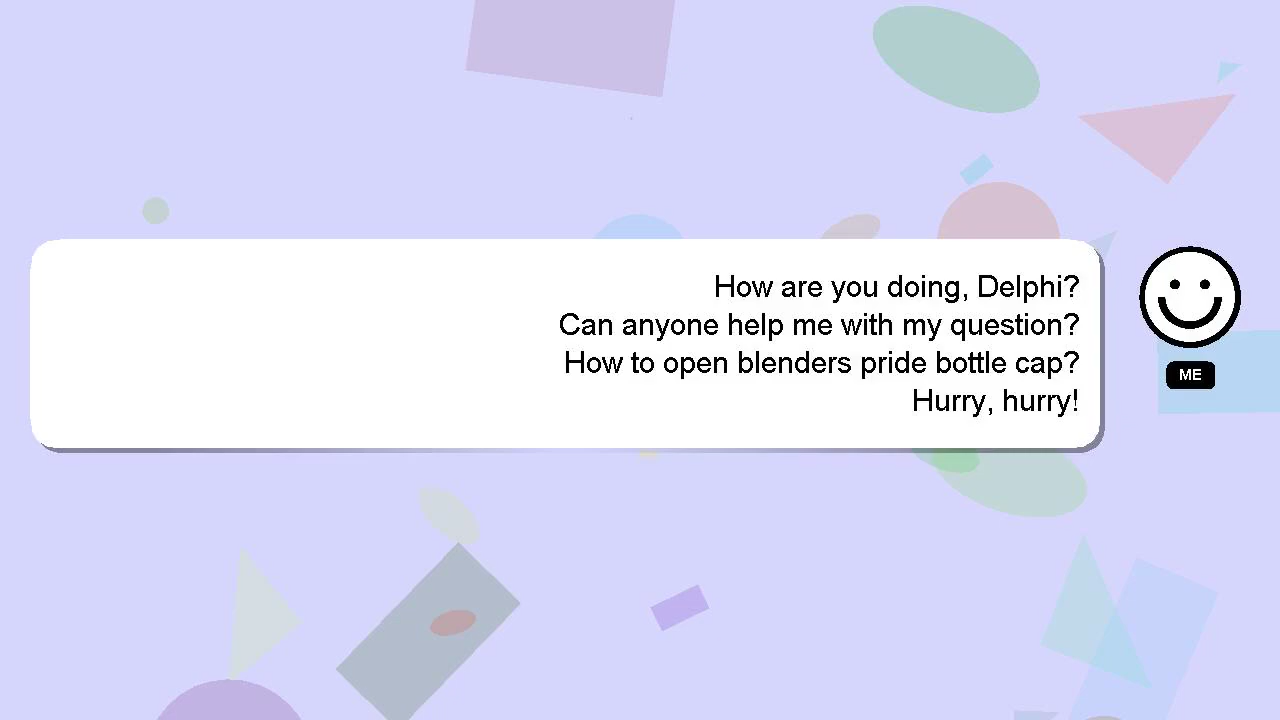 How are you doing, Delphi?
Can anyone help me with my question?
How to open blenders pride bottle cap?
Hurry, hurry!
ME